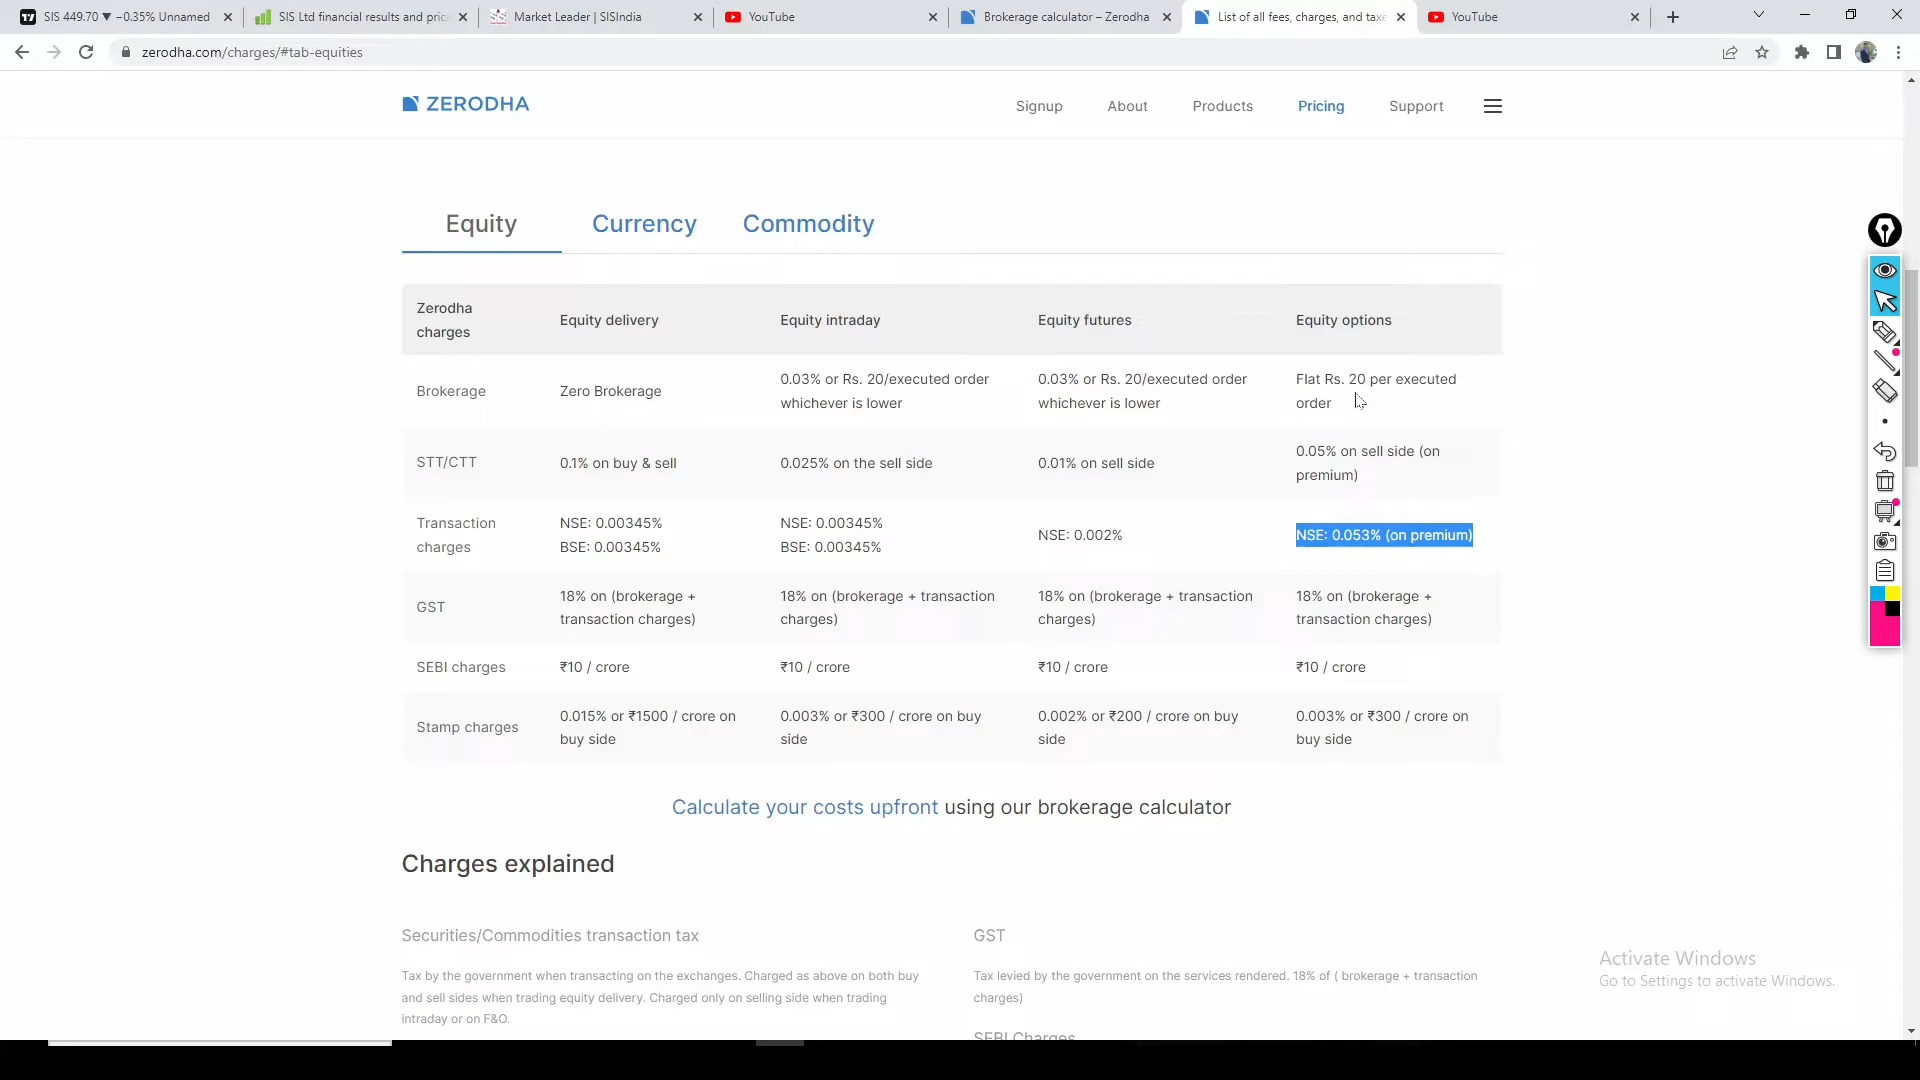 SIS 449.70 ▼ −0.35% Unnamed
SIS Ltd financial results and pric
Market Leader | SISIndia
YouTube
Brokerage calculator – Zerodha
List of all fees, charges, and taxe
YouTube
zerodha.com/charges/#tab-equities
ZERODHA
Signup
About
Products
Pricing
Support
Equity
Currency
Commodity
Zerodha
charges
Equity delivery
Equity intraday
Equity futures
Equity options
Brokerage
Zero Brokerage
0.03% or Rs. 20/executed order
whichever is lower
0.03% or Rs. 20/executed order
whichever is lower
Flat Rs. 20 per executed
order
STT/CTT
0.1% on buy & sell
0.025% on the sell side
0.01% on sell side
0.05% on sell side (on
premium)
Transaction
charges
NSE: 0.00345%
BSE: 0.00345%
NSE: 0.00345%
BSE: 0.00345%
NSE: 0.002%
NSE: 0.053% (on premium)
GST
18% on (brokerage +
transaction charges)
18% on (brokerage + transaction
charges)
18% on (brokerage + transaction
charges)
18% on (brokerage +
transaction charges)
SEBI charges
₹10 / crore
₹10 / crore
₹10 / crore
₹10 / crore
Stamp charges
0.015% or ₹1500 / crore on
buy side
0.003% or ₹300 / crore on buy
side
0.002% or ₹200 / crore on buy
side
0.003% or ₹300 / crore on
buy side
Calculate your costs upfront using our brokerage calculator
Charges explained
Securities/Commodities transaction tax
Tax by the government when transacting on the exchanges. Charged as above on both buy
and sell sides when trading equity delivery. Charged only on selling side when trading
intraday or on F&O.
GST
Tax levied by the government on the services rendered. 18% of ( brokerage + transaction
charges)
SEBI Charges
Activate Windows
Go to Settings to activate Windows.